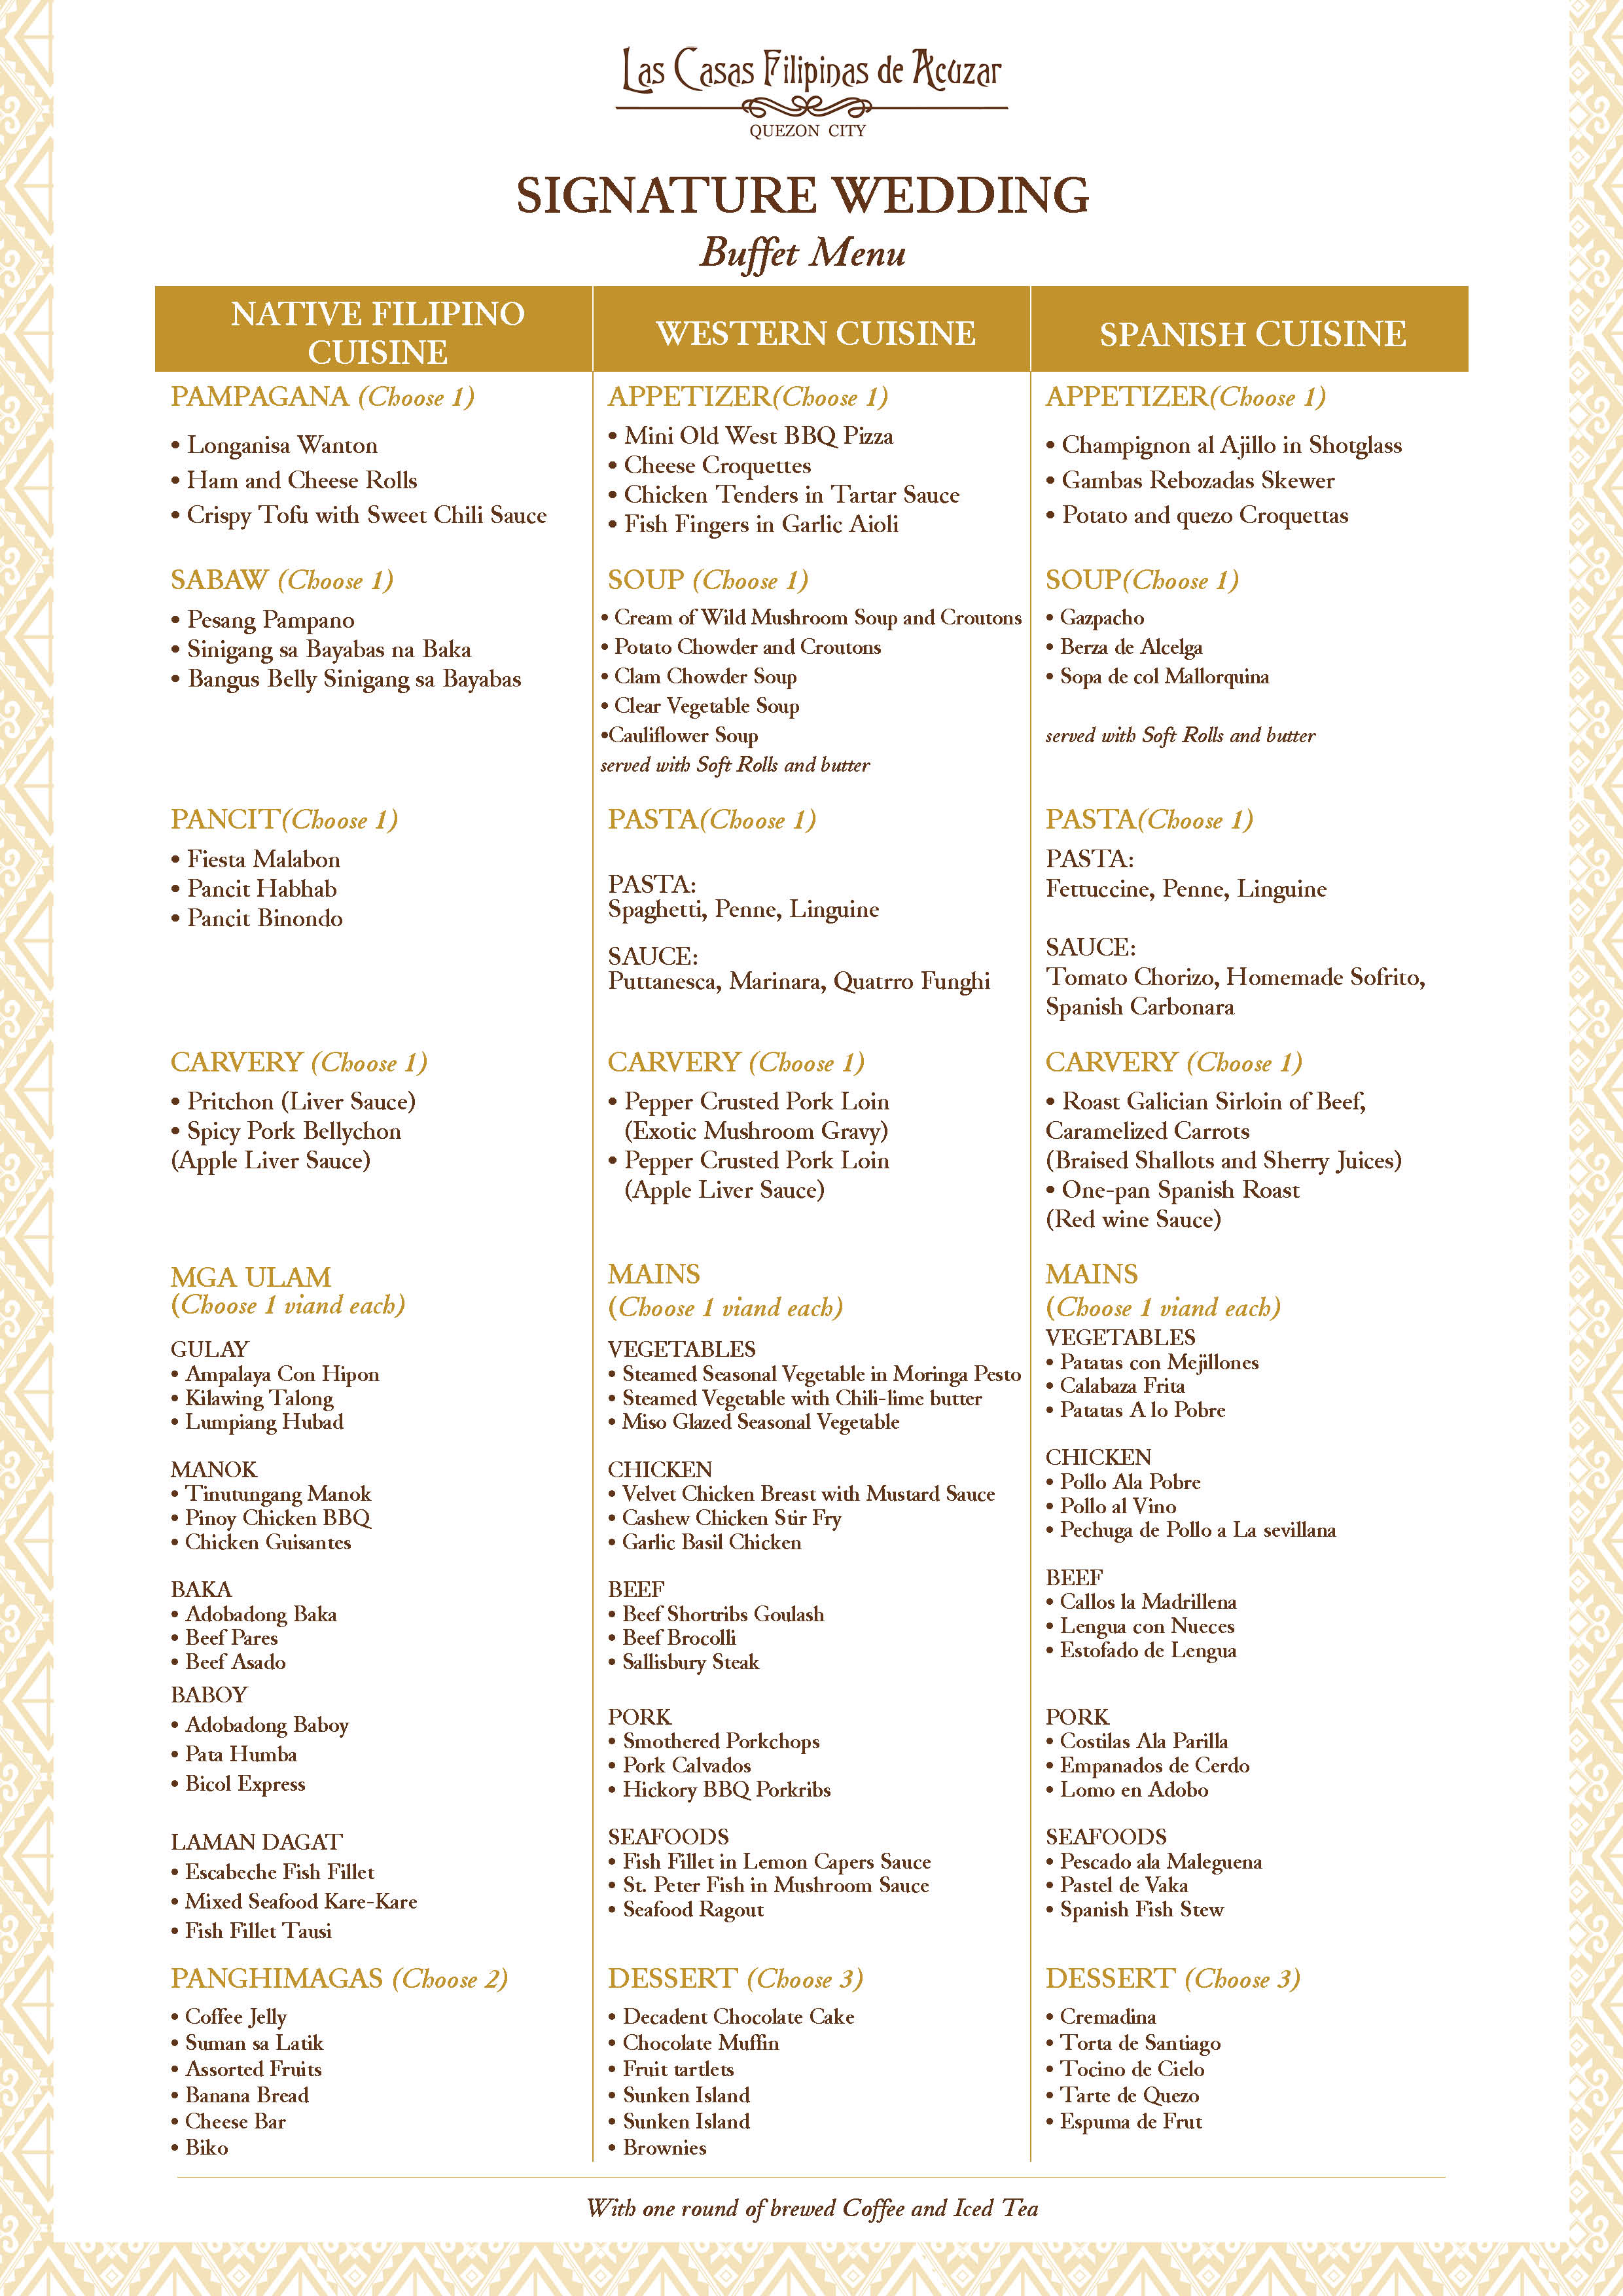 Las Casas Filipinas de Acuzar
QUEZON CITY
SIGNATURE WEDDING
Buffet Menu
NATIVE FILIPINO
CUISINE
PAMPAGANA (Choose 1)
• Longanisa Wanton
• Ham and Cheese Rolls
• Crispy Tofu with Sweet Chili Sauce
SABAW (Choose 1)
• Pesang Pampano
• Sinigang sa Bayabas na Baka
• Bangus Belly Sinigang sa Bayabas
PANCIT(Choose 1)
• Fiesta Malabon
• Pancit Habhab
• Pancit Binondo
CARVERY (Choose 1)
• Pritchon (Liver Sauce)
• Spicy Pork Bellychon
(Apple Liver Sauce)
MGA ULAM
(Choose 1 viand each)
GULAY
• Ampalaya Con Hipon
• Kilawing Talong
• Lumpiang Hubad
MANOK
• Tinutungang Manok
• Pinoy Chicken BBQ
• Chicken Guisantes
BAKA
• Adobadong Baka
• Beef Pares
• Beef Asado
BABOY
• Adobadong Baboy
• Pata Humba
• Bicol Express
LAMAN DAGAT
• Escabeche Fish Fillet
• Mixed Seafood Kare-Kare
• Fish Fillet Tausi
PANGHIMAGAS (Choose 2)
• Coffee Jelly
• Suman sa Latik
• Assorted Fruits
• Banana Bread
• Cheese Bar
• Biko
WESTERN CUISINE
APPETIZER(Choose 1)
• Mini Old West BBQ Pizza
• Cheese Croquettes
• Chicken Tenders in Tartar Sauce
• Fish Fingers in Garlic Aioli
SOUP (Choose 1)
• Cream of Wild Mushroom Soup and Croutons
• Potato Chowder and Croutons
• Clam Chowder Soup
• Clear Vegetable Soup
•Cauliflower Soup
served with Soft Rolls and butter
PASTA(Choose 1)
PASTA:
Spaghetti, Penne, Linguine
SAUCE:
Puttanesca, Marinara, Quatrro Funghi
CARVERY (Choose 1)
• Pepper Crusted Pork Loin
(Exotic Mushroom Gravy)
• Pepper Crusted Pork Loin
(Apple Liver Sauce)
MAINS
(Choose 1 viand each)
VEGETABLES
• Steamed Seasonal Vegetable in Moringa Pesto
• Steamed Vegetable with Chili-lime butter
• Miso Glazed Seasonal Vegetable
CHICKEN
• Velvet Chicken Breast with Mustard Sauce
• Cashew Chicken Stir Fry
• Garlic Basil Chicken
BEEF
• Beef Shortribs Goulash
• Beef Brocolli
• Sallisbury Steak
PORK
• Smothered Porkchops
• Pork Calvados
• Hickory BBQ Porkribs
SEAFOODS
• Fish Fillet in Lemon Capers Sauce
• St. Peter Fish in Mushroom Sauce
• Seafood Ragout
DESSERT (Choose 3)
• Decadent Chocolate Cake
• Chocolate Muffin
• Fruit tartlets
• Sunken Island
• Sunken Island
• Brownies
SPANISH CUISINE
APPETIZER(Choose 1)
• Champignon al Ajillo in Shotglass
• Gambas Rebozadas Skewer
• Potato and quezo Croquettas
SOUP(Choose 1)
• Gazpacho
• Berza de Alcelga
• Sopa de col Mallorquina
served with Soft Rolls and butter
PASTA(Choose 1)
PASTA:
Fettuccine, Penne, Linguine
SAUCE:
Tomato Chorizo, Homemade Sofrito,
Spanish Carbonara
CARVERY (Choose 1)
• Roast Galician Sirloin of Beef,
Caramelized Carrots
(Braised Shallots and Sherry Juices)
• One-pan Spanish Roast
(Red wine Sauce)
MAINS
(Choose 1 viand each)
VEGETABLES
• Patatas con Mejillones
• Calabaza Frita
• Patatas A lo Pobre
CHICKEN
• Pollo Ala Pobre
• Pollo al Vino
• Pechuga de Pollo a La sevillana
BEEF
• Callos la Madrillena
• Lengua con Nueces
• Estofado de Lengua
PORK
• Costilas Ala Parilla
• Empanados de Cerdo
• Lomo en Adobo
SEAFOODS
• Pescado ala Maleguena
• Pastel de Vaka
• Spanish Fish Stew
DESSERT (Choose 3)
• Cremadina
• Torta de Santiago
• Tocino de Cielo
• Tarte de Quezo
• Espuma de Frut
With one round of brewed Coffee and Iced Tea